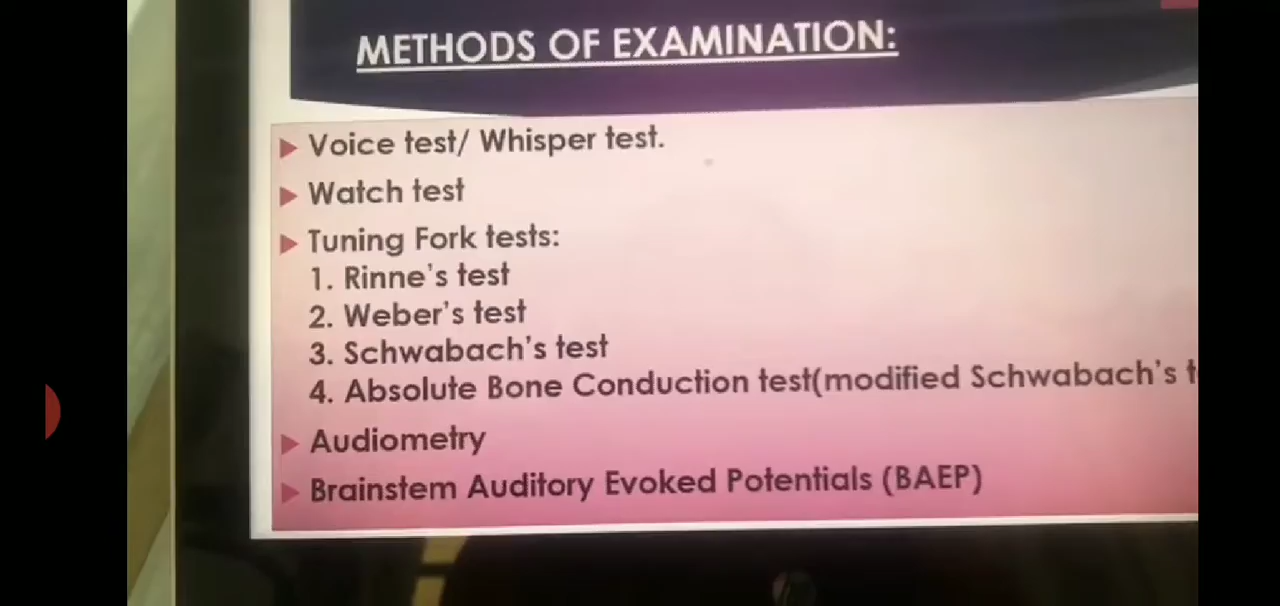 METHODS OF EXAMINATION:
Voice test/ Whisper test.
Watch test
Tuning Fork tests:
1. Rinne's test
2. Weber's test
3. Schwabach's test
4. Absolute Bone Conduction test(modified Schwabach's
Audiometry
Brainstem Auditory Evoked Potentials (BAEP)